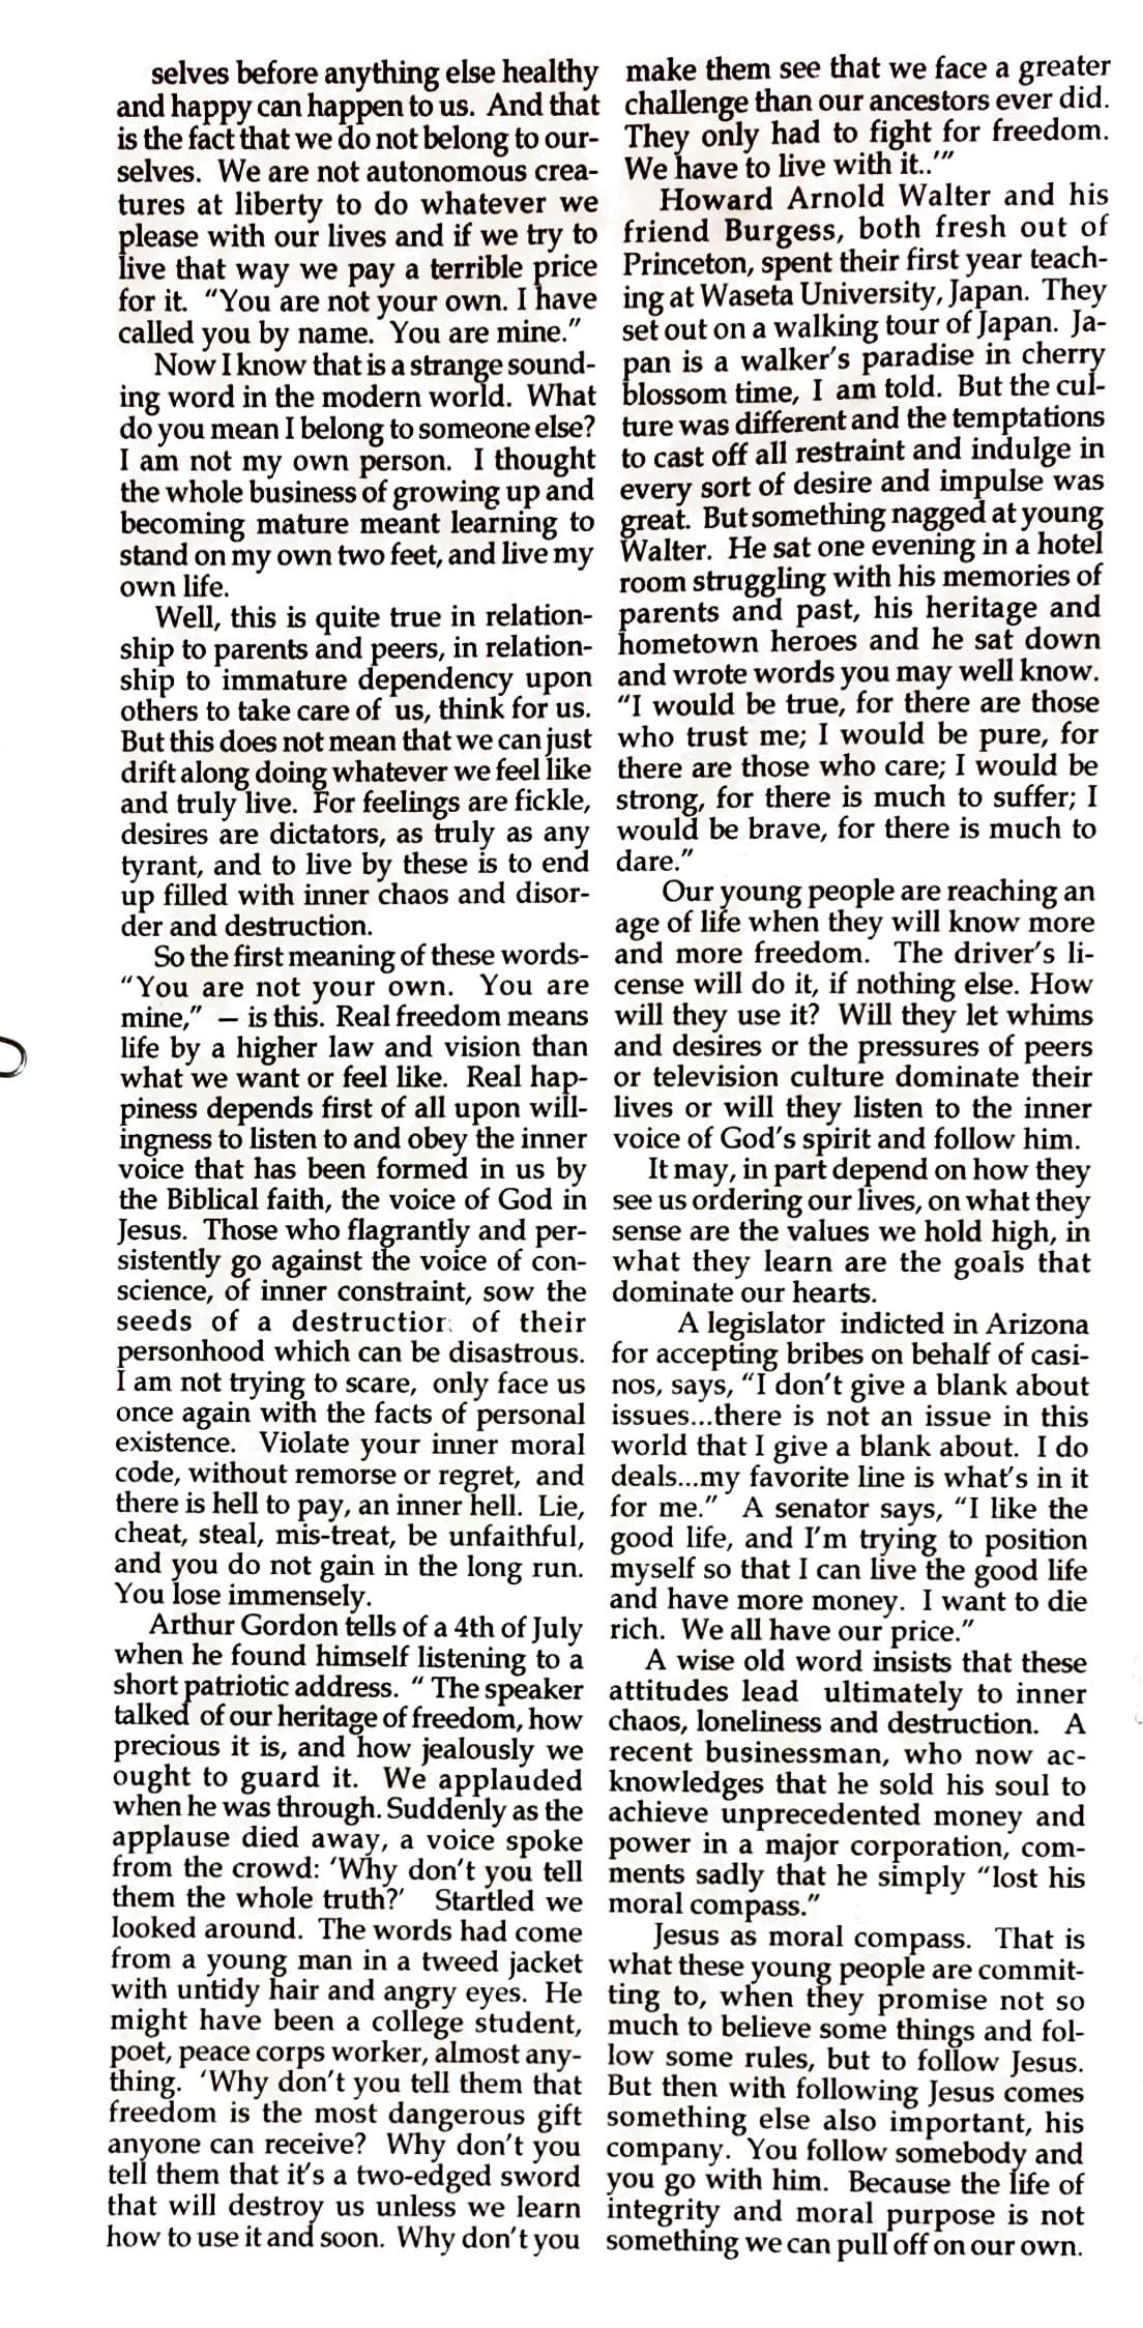 selves before anything else healthy
and happy can happen to us. And that
is the fact that we do not belong to our-
selves. We are not autonomous crea-
tures at liberty to do whatever we
please with our lives and if we try to
live that way we pay a terrible price
for it. “You are not your own. I have
called you by name. You are mine.”
Now I know that is a strange sound-
ing word in the modern world. What
do you mean I belong to someone else?
I am not my own person. I thought
the whole business of growing up and
becoming mature meant learning to
stand on my own two feet, and live my
own life.
Well, this is quite true in relation-
ship to parents and peers, in relation-
ship to immature dependency upon
others to take care of us, think for us.
But this does not mean that we can just
drift along doing whatever we feel like
and truly live. For feelings are fickle,
desires are dictators, as truly as any
tyrant, and to live by these is to end
up filled with inner chaos and disor-
der and destruction.
So the first meaning of these words-
“You are not your own. You are
mine,” — is this. Real freedom means
life by a higher law and vision than
what we want or feel like. Real hap-
piness depends first of all upon will-
ingness to listen to and obey the inner
voice that has been formed in us by
the Biblical faith, the voice of God in
Jesus. Those who flagrantly and per-
sistently go against the voice of con-
science, of inner constraint, sow the
seeds of a destruction of their
personhood which can be disastrous.
I am not trying to scare, only face us
once again with the facts of personal
existence. Violate your inner moral
code, without remorse or regret, and
there is hell to pay, an inner hell. Lie,
cheat, steal, mis-treat, be unfaithful,
and you do not gain in the long run.
You lose immensely.
Arthur Gordon tells of a 4th of July
when he found himself listening to a
short patriotic address. “ The speaker
talked of our heritage of freedom, how
precious it is, and how jealously we
ought to guard it. We applauded
when he was through. Suddenly as the
applause died away, a voice spoke
from the crowd: ‘Why don’t you tell
them the whole truth?’ Startled we
looked around. The words had come
from a young man in a tweed jacket
with untidy hair and angry eyes. He
might have been a college student,
poet, peace corps worker, almost any-
thing. ‘Why don’t you tell them that
freedom is the most dangerous gift
anyone can receive? Why don’t you
tell them that it’s a two-edged sword
that will destroy us unless we learn
how to use it and soon. Why don’t you
make them see that we face a greater
challenge than our ancestors ever did.
They only had to fight for freedom.
We have to live with it..’”
Howard Arnold Walter and his
friend Burgess, both fresh out of
Princeton, spent their first year teach-
ing at Waseta University, Japan. They
set out on a walking tour of Japan. Ja-
pan is a walker’s paradise in cherry
blossom time, I am told. But the cul-
ture was different and the temptations
to cast off all restraint and indulge in
every sort of desire and impulse was
great. But something nagged at young
Walter. He sat one evening in a hotel
room struggling with his memories of
parents and past, his heritage and
hometown heroes and he sat down
and wrote words you may well know.
“I would be true, for there are those
who trust me; I would be pure, for
there are those who care; I would be
strong, for there is much to suffer; I
would be brave, for there is much to
dare.”
Our young people are reaching an
age of life when they will know more
and more freedom. The driver’s li-
cense will do it, if nothing else. How
will they use it? Will they let whims
and desires or the pressures of peers
or television culture dominate their
lives or will they listen to the inner
voice of God’s spirit and follow him.
It may, in part depend on how they
see us ordering our lives, on what they
sense are the values we hold high, in
what they learn are the goals that
dominate our hearts.
A legislator indicted in Arizona
for accepting bribes on behalf of casi-
nos, says, “I don’t give a blank about
issues...there is not an issue in this
world that I give a blank about. I do
deals...my favorite line is what’s in it
for me.” A senator says, “I like the
good life, and I’m trying to position
myself so that I can live the good life
and have more money. I want to die
rich. We all have our price.”
A wise old word insists that these
attitudes lead ultimately to inner
chaos, loneliness and destruction. A
recent businessman, who now ac-
knowledges that he sold his soul to
achieve unprecedented money and
power in a major corporation, com-
ments sadly that he simply “lost his
moral compass.”
Jesus as moral compass. That is
what these young people are commit-
ting to, when they promise not so
much to believe some things and fol-
low some rules, but to follow Jesus.
But then with following Jesus comes
something else also important, his
company. You follow somebody and
you go with him. Because the life of
integrity and moral purpose is not
something we can pull off on our own.